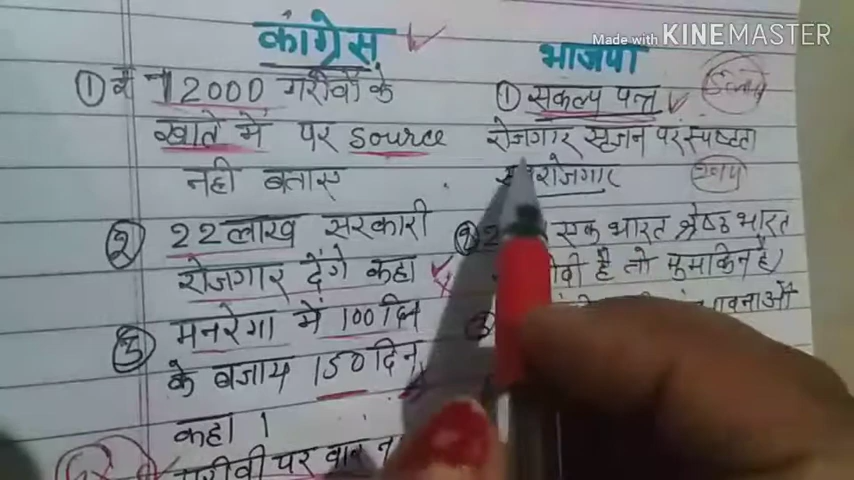 Made with KINEMASTER
कांग्रेस
① 72000 गरीबों के
खाते में पर source
नही बताए
② 22 लाख सरकारी
रोजगार देंगे कहा
③ मनरेगा में 100 दिन
के बजाय 150 दिन
कहा ।
गरीबी पर वार
भाजपा
① संकल्प पत्र
रोजगार सृजन पर स्पष्टता
रोजगार
② एक भारत श्रेष्ठ भारत
है तो मुमकिन है।